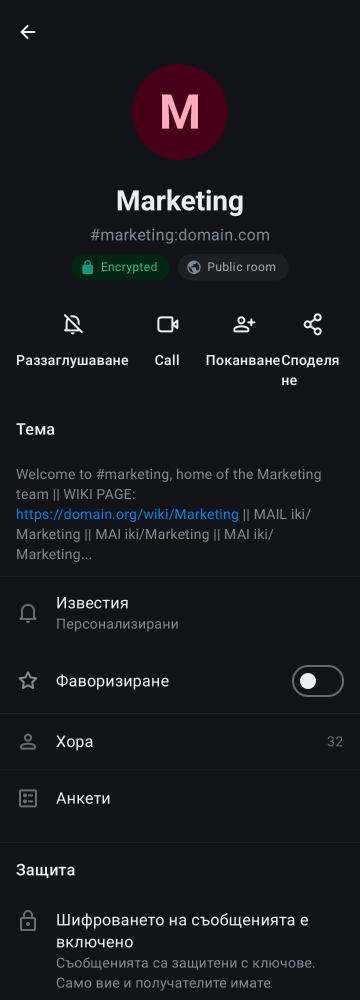 M
Marketing
#marketing:domain.com
Encrypted
Public room
Раззаглушаване
Call
Поканване
Споделя
не
Тема
Welcome to #marketing, home of the Marketing
team || WIKI PAGE:
https://domain.org/wiki/Marketing || MAIL iki/
Marketing || MAI iki/Marketing || MAI iki/
Marketing...
Известия
Персонализирани
Фаворизиране
Хора
32
Анкети
Защита
Шифроването на съобщенията е
включено
Съобщенията са защитени с ключове.
Само вие и получателите имате